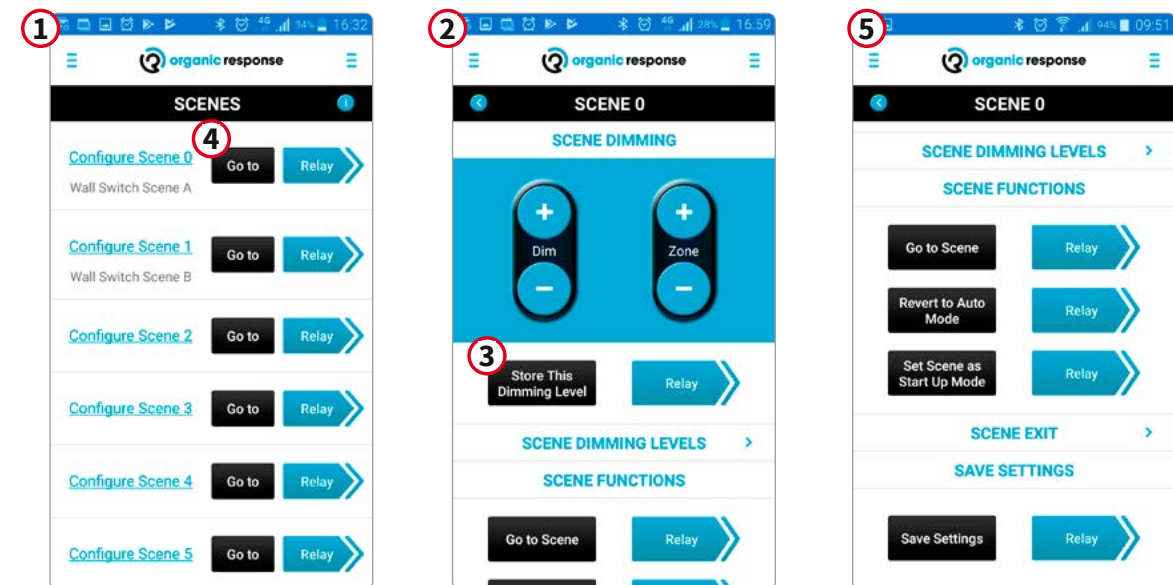 1
4G 34% 16:32
organic response
SCENES
i
4
Configure Scene 0 Go to Relay
Wall Switch Scene A
Configure Scene 1 Go to Relay
Wall Switch Scene B
Configure Scene 2 Go to Relay
Configure Scene 3 Go to Relay
Configure Scene 4 Go to Relay
Configure Scene 5 Go to Relay
2
4G 28% 16:59
organic response
SCENE 0
SCENE DIMMING
+ +
Dim Zone
− −
3
Store This
Dimming Level
Relay
SCENE DIMMING LEVELS >
SCENE FUNCTIONS
Go to Scene Relay
5
94% 09:51
organic response
SCENE 0
SCENE DIMMING LEVELS >
SCENE FUNCTIONS
Go to Scene Relay
Revert to Auto
Mode
Relay
Set Scene as
Start Up Mode
Relay
SCENE EXIT >
SAVE SETTINGS
Save Settings Relay